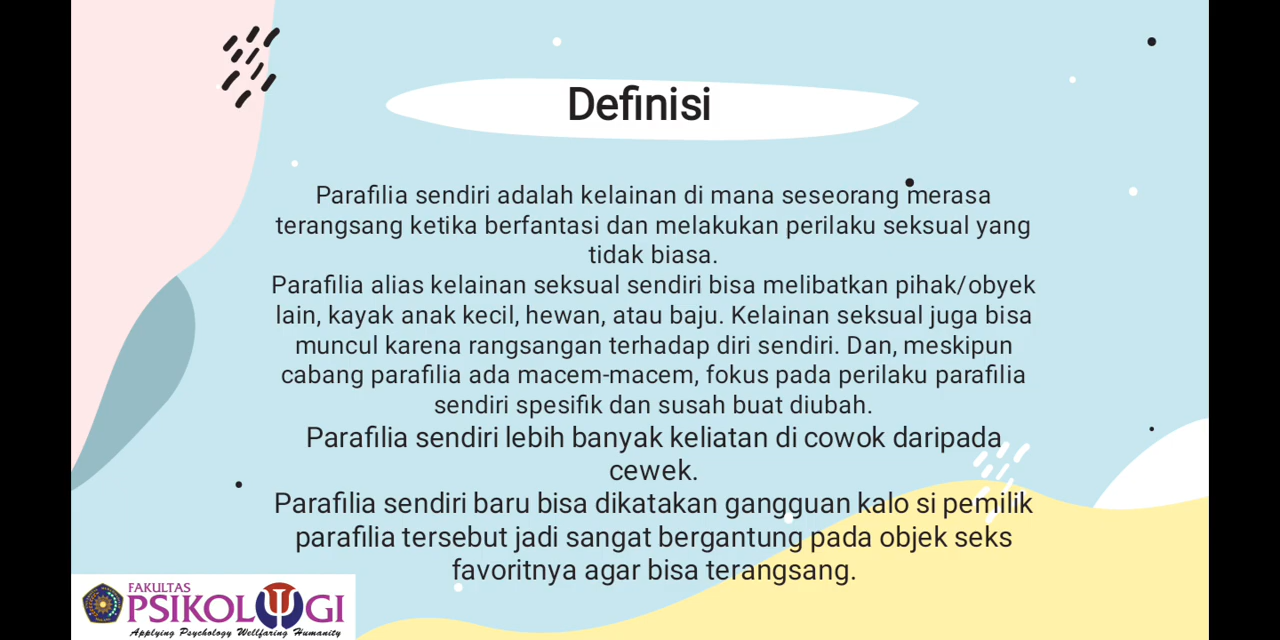 Definisi
Parafilia sendiri adalah kelainan di mana seseorang merasa
terangsang ketika berfantasi dan melakukan perilaku seksual yang
tidak biasa.
Parafilia alias kelainan seksual sendiri bisa melibatkan pihak/obyek
lain, kayak anak kecil, hewan, atau baju. Kelainan seksual juga bisa
muncul karena rangsangan terhadap diri sendiri. Dan, meskipun
cabang parafilia ada macem-macem, fokus pada perilaku parafilia
sendiri spesifik dan susah buat diubah.
Parafilia sendiri lebih banyak keliatan di cowok daripada
cewek.
Parafilia sendiri baru bisa dikatakan gangguan kalo si pemilik
parafilia tersebut jadi sangat bergantung pada objek seks
favoritnya agar bisa terangsang.
FAKULTAS
PSIKOLOGI
Applying Psychology Wellfaring Humanity